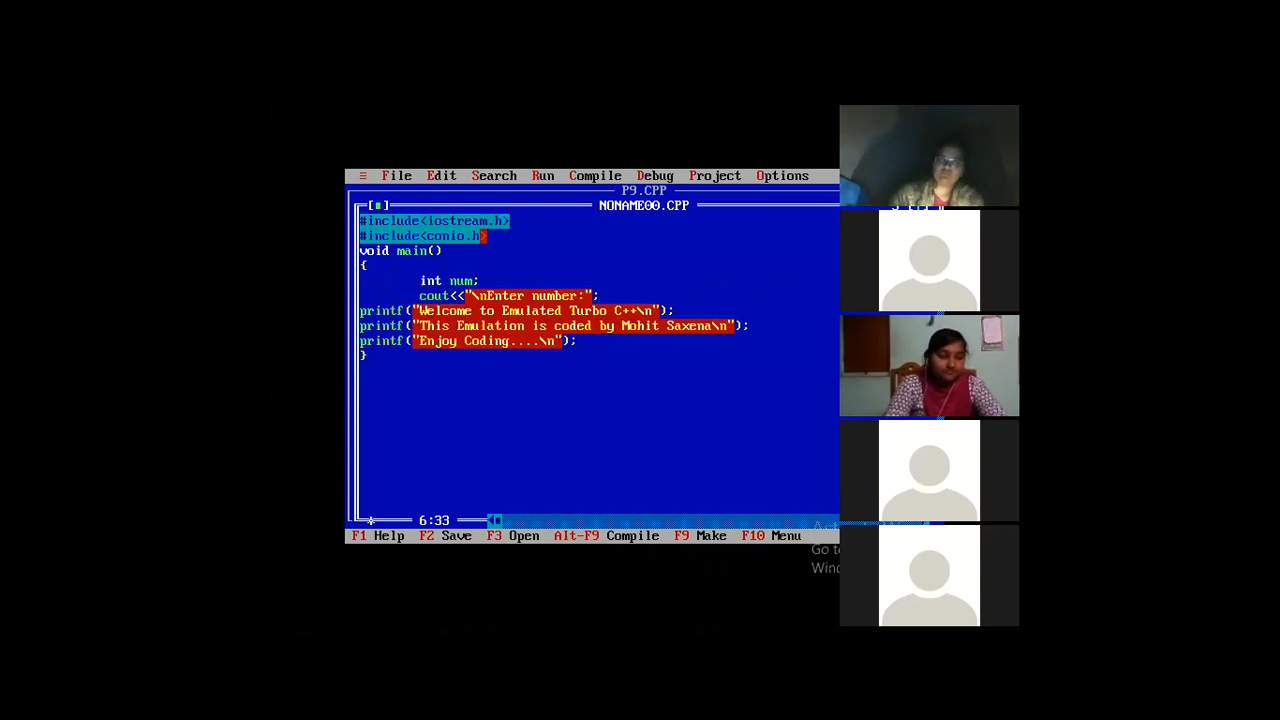 ≡ File Edit Search Run Compile Debug Project Options
P9.CPP
[■] NONAME00.CPP
#include<iostream.h>
#include<conio.h>
void main()
{
int num;
cout<<"\nEnter number:";
printf("Welcome to Emulated Turbo C++\n");
printf("This Emulation is coded by Mohit Saxena\n");
printf("Enjoy Coding....\n");
}
6:33
F1 Help F2 Save F3 Open Alt-F9 Compile F9 Make F10 Menu
Go